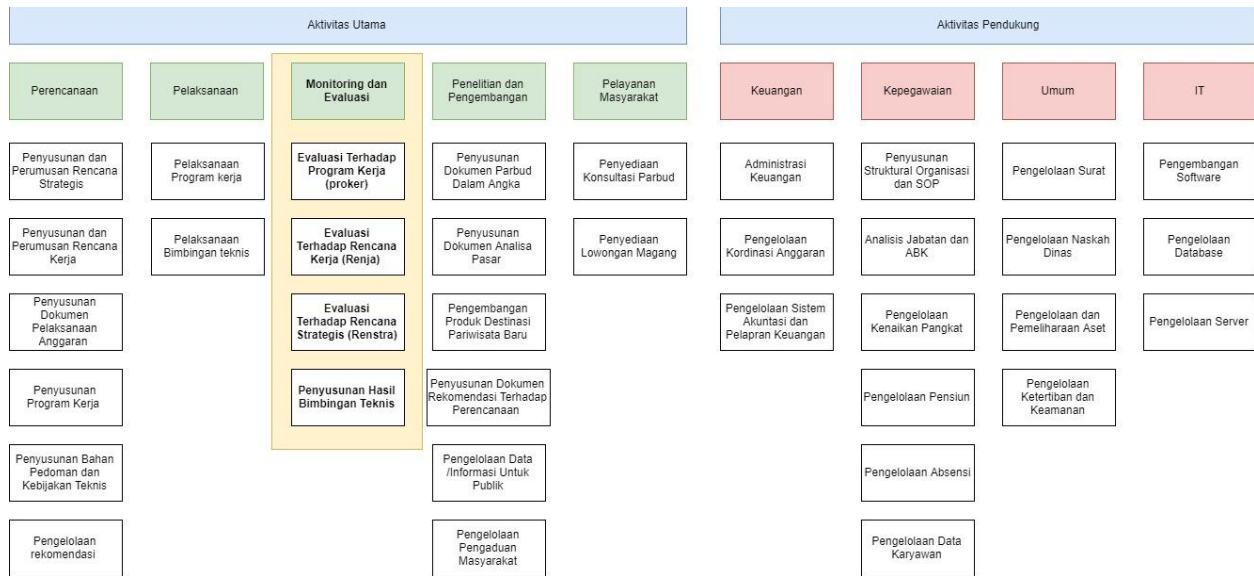 Aktivitas Utama
Aktivitas Pendukung
Perencanaan
Pelaksanaan
Monitoring dan
Evaluasi
Penelitian dan
Pengembangan
Pelayanan
Masyarakat
Keuangan
Kepegawaian
Umum
IT
Penyusunan dan
Perumusan Rencana
Strategis
Pelaksanaan
Program kerja
Evaluasi Terhadap
Program Kerja
(proker)
Penyusunan
Dokumen Parbud
Dalam Angka
Penyediaan
Konsultasi Parbud
Administrasi
Keuangan
Penyusunan
Struktural Organisasi
dan SOP
Pengelolaan Surat
Pengembangan
Software
Penyusunan dan
Perumusan Rencana
Kerja
Pelaksanaan
Bimbingan teknis
Evaluasi
Terhadap Rencana
Kerja (Renja)
Penyusunan
Dokumen Analisa
Pasar
Penyediaan
Lowongan Magang
Pengelolaan
Kordinasi Anggaran
Analisis Jabatan dan
ABK
Pengelolaan Naskah
Dinas
Pengelolaan
Database
Penyusunan
Dokumen
Pelaksanaan
Anggaran
Evaluasi
Terhadap Rencana
Strategis (Renstra)
Pengembangan
Produk Destinasi
Pariwisata Baru
Pengelolaan Sistem
Akuntasi dan
Pelapran Keuangan
Pengelolaan
Kenaikan Pangkat
Pengelolaan dan
Pemeliharaan Aset
Pengelolaan Server
Penyusunan
Program Kerja
Penyusunan Hasil
Bimbingan Teknis
Penyusunan Dokumen
Rekomendasi Terhadap
Perencanaan
Pengelolaan Pensiun
Pengelolaan
Ketertiban dan
Keamanan
Penyusunan Bahan
Pedoman dan
Kebijakan Teknis
Pengelolaan Data
/Informasi Untuk
Publik
Pengelolaan Absensi
Pengelolaan
rekomendasi
Pengelolaan
Pengaduan
Masyarakat
Pengelolaan Data
Karyawan